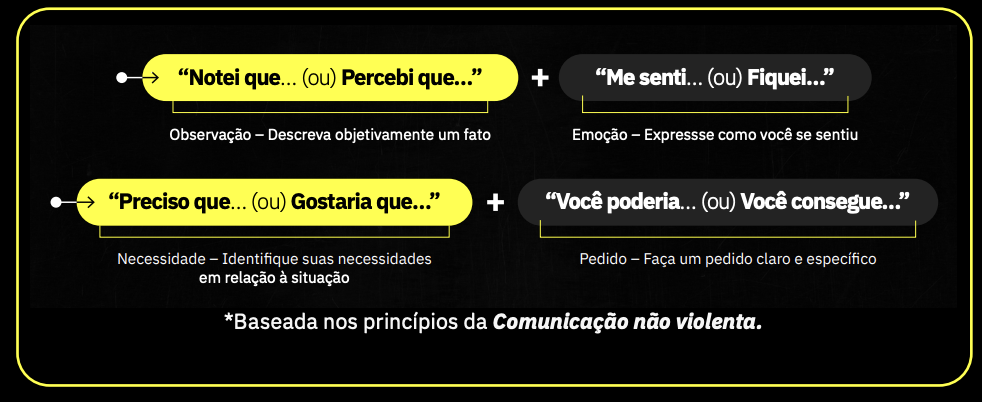 “Notei que... (ou) Percebi que...” + “Me senti... (ou) Fiquei...”
Observação – Descreva objetivamente um fato
Emoção – Expressse como você se sentiu
“Preciso que... (ou) Gostaria que...” + “Você poderia... (ou) Você consegue...”
Necessidade – Identifique suas necessidades
em relação à situação
Pedido – Faça um pedido claro e específico
*Baseada nos princípios da Comunicação não violenta.